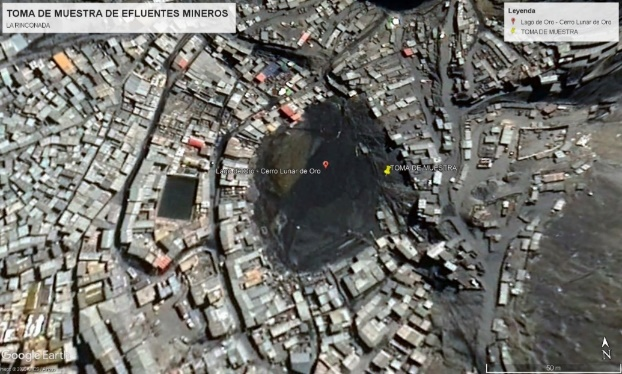 TOMA DE MUESTRA DE EFLUENTES MINEROS
LA RINCONADA
Leyenda
Lago de Oro - Cerro Lunar de Oro
TOMA DE MUESTRA
Lago de Oro - Cerro Lunar de Oro
TOMA DE MUESTRA
Google Earth
N
50 m